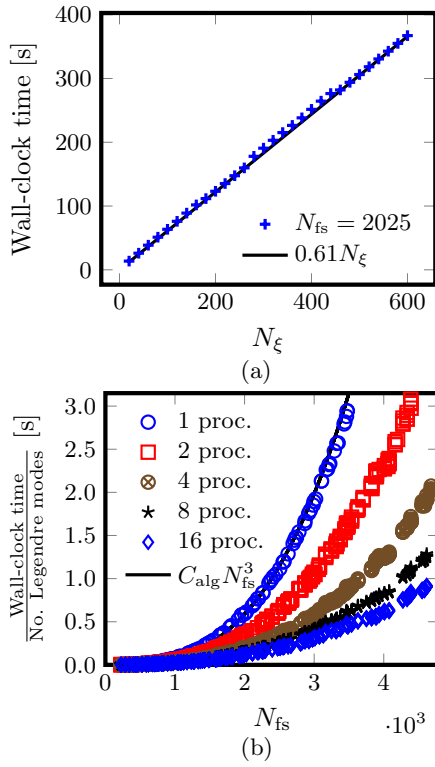 400
300
200
100
0
Wall-clock time [s]
N_fs = 2025
0.61N_ξ
0 200 400 600
N_ξ
(a)
3.0
2.5
2.0
1.5
1.0
0.5
0.0
Wall-clock time
No. Legendre modes
[s]
1 proc.
2 proc.
4 proc.
8 proc.
16 proc.
C_alg N_fs^3
0 1 2 3 4
N_fs
·10^3
(b)